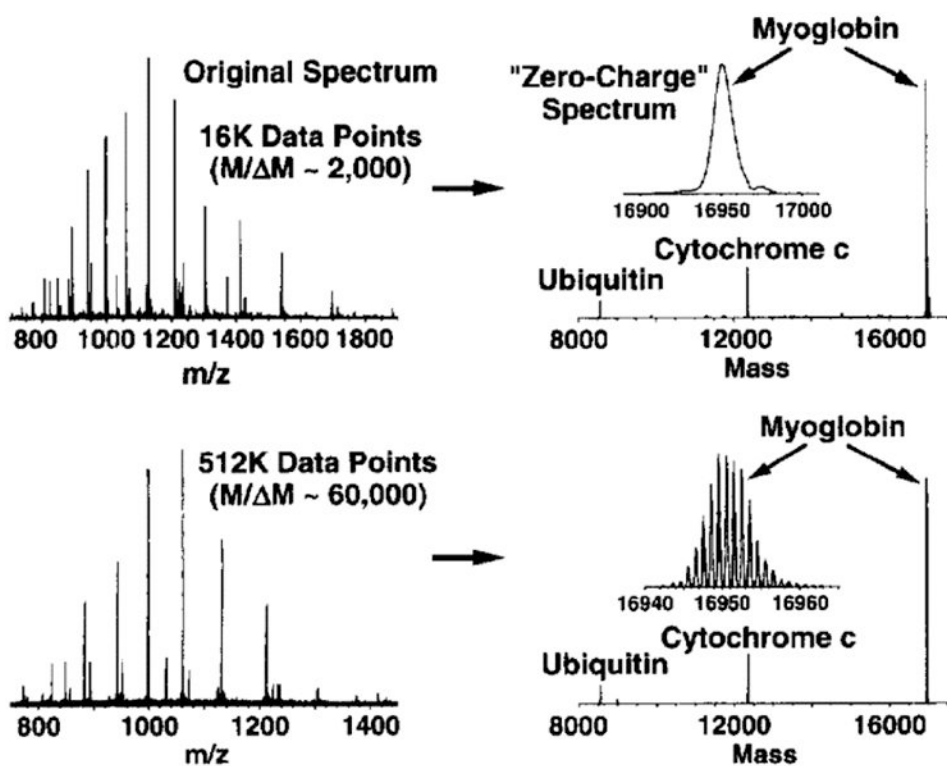 Original Spectrum
16K Data Points
(M/ΔM ~ 2,000)
800 1000 1200 1400 1600 1800
m/z
Myoglobin
"Zero-Charge"
Spectrum
16900 16950 17000
Cytochrome c
Ubiquitin
8000 12000 16000
Mass
512K Data Points
(M/ΔM ~ 60,000)
800 1000 1200 1400
m/z
Myoglobin
16940 16950 16960
Cytochrome c
Ubiquitin
8000 12000 16000
Mass